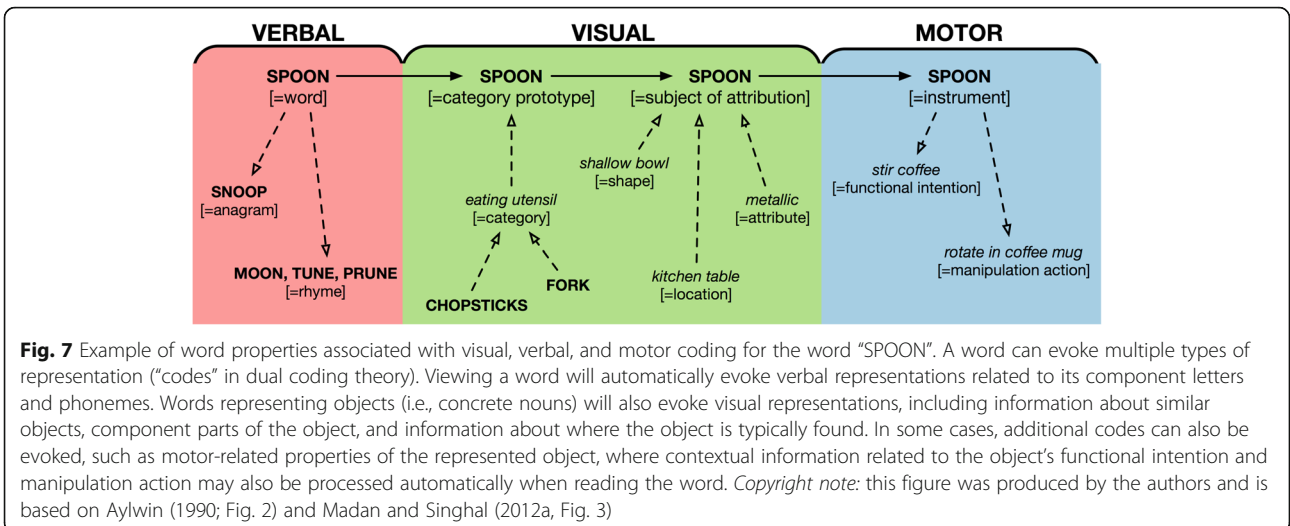 VERBAL VISUAL MOTOR
SPOON SPOON SPOON SPOON
[=word] [=category prototype] [=subject of attribution] [=instrument]
shallow bowl
[=shape]
stir coffee
[=functional intention]
SNOOP
[=anagram]
eating utensil
[=category]
metallic
[=attribute]
rotate in coffee mug
[=manipulation action]
MOON, TUNE, PRUNE
[=rhyme]
kitchen table
[=location]
FORK
CHOPSTICKS
Fig. 7 Example of word properties associated with visual, verbal, and motor coding for the word “SPOON”. A word can evoke multiple types of
representation (“codes” in dual coding theory). Viewing a word will automatically evoke verbal representations related to its component letters
and phonemes. Words representing objects (i.e., concrete nouns) will also evoke visual representations, including information about similar
objects, component parts of the object, and information about where the object is typically found. In some cases, additional codes can also be
evoked, such as motor-related properties of the represented object, where contextual information related to the object’s functional intention and
manipulation action may also be processed automatically when reading the word. Copyright note: this figure was produced by the authors and is
based on Aylwin (1990; Fig. 2) and Madan and Singhal (2012a, Fig. 3)